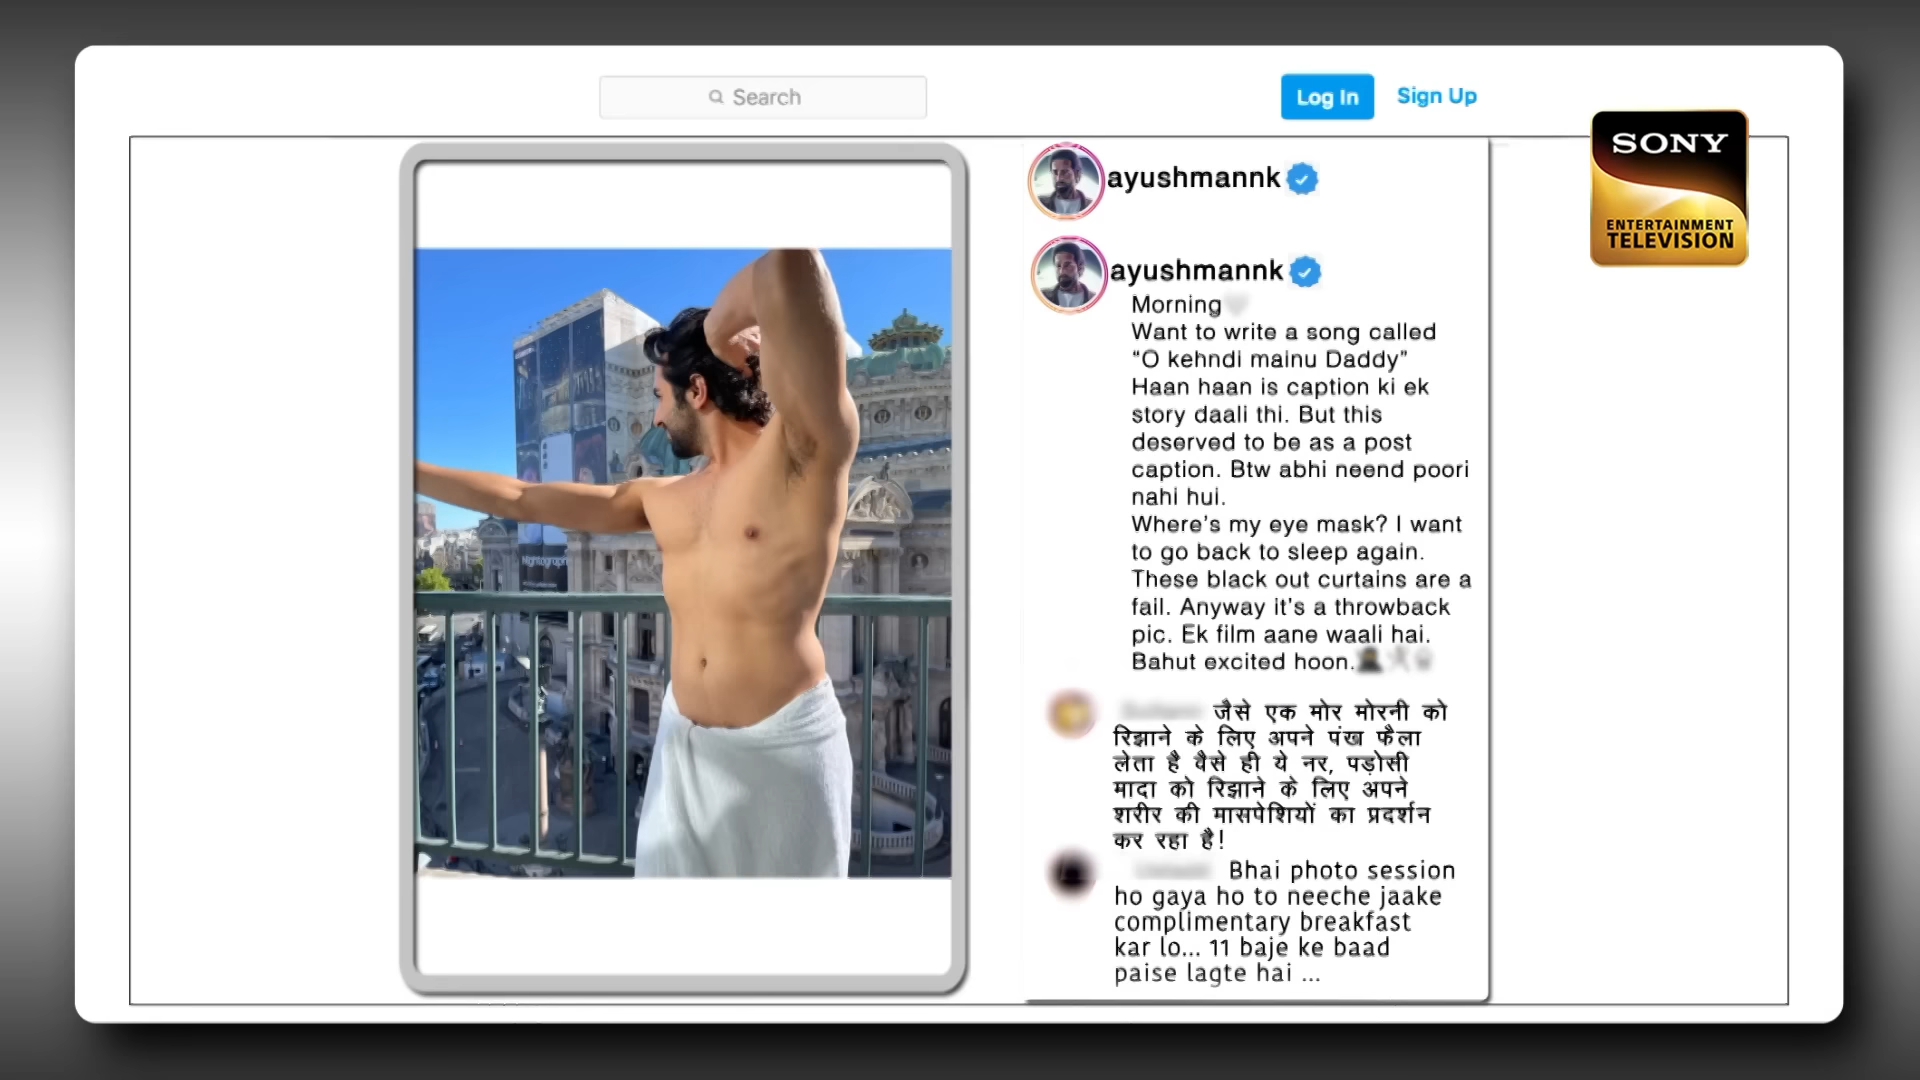 Search
Log In
Sign Up
SONY
ENTERTAINMENT
TELEVISION
ayushmannk
ayushmannk
Morning
Want to write a song called
“O kehndi mainu Daddy”
Haan haan is caption ki ek
story daali thi. But this
deserved to be as a post
caption. Btw abhi neend poori
nahi hui.
Where's my eye mask? I want
to go back to sleep again.
These black out curtains are a
fail. Anyway it's a throwback
pic. Ek film aane waali hai.
Bahut excited hoon.
जैसे एक मोर मोरनी को
रिझाने के लिए अपने पंख फैला
लेता है वैसे ही ये नर, पड़ोसी
मादा को रिझाने के लिए अपने
शरीर की मासपेशियों का प्रदर्शन
कर रहा है!
Bhai photo session
ho gaya ho to neeche jaake
complimentary breakfast
kar lo... 11 baje ke baad
paise lagte hai ...